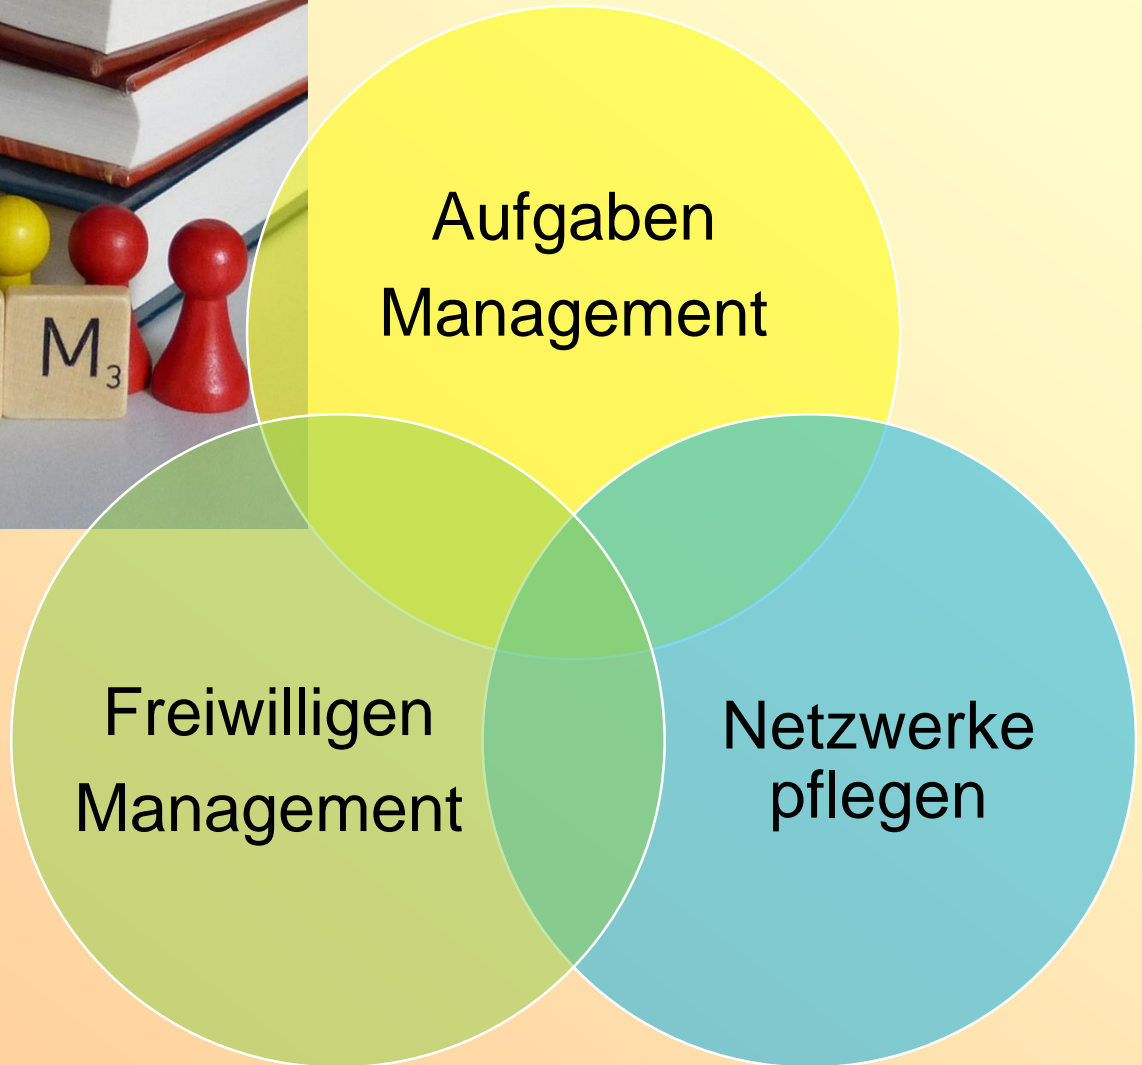 Aufgaben
Management
M3
Freiwilligen
Management
Netzwerke
pflegen